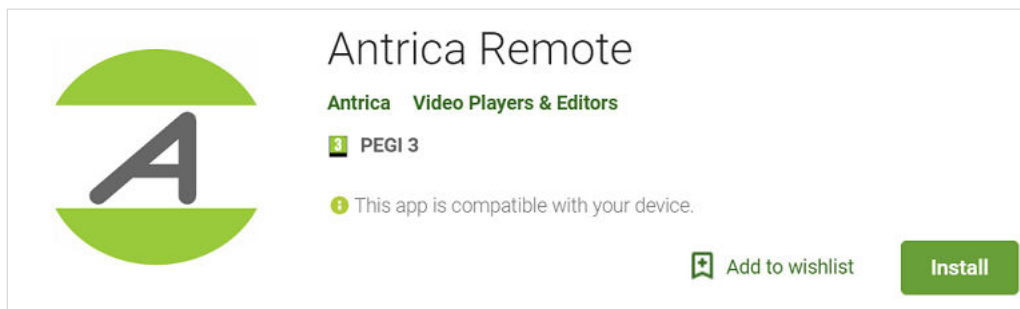 Antrica Remote
Antrica Video Players & Editors
3 PEGI 3
This app is compatible with your device.
Add to wishlist Install